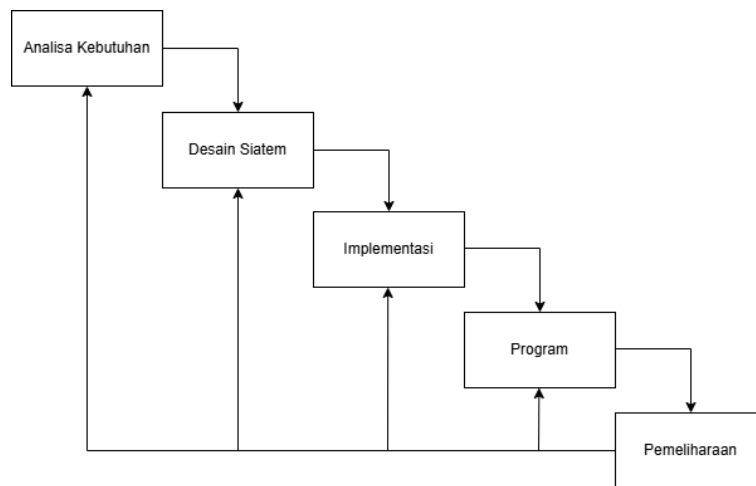 Analisa Kebutuhan
Desain Siatem
Implementasi
Program
Pemeliharaan